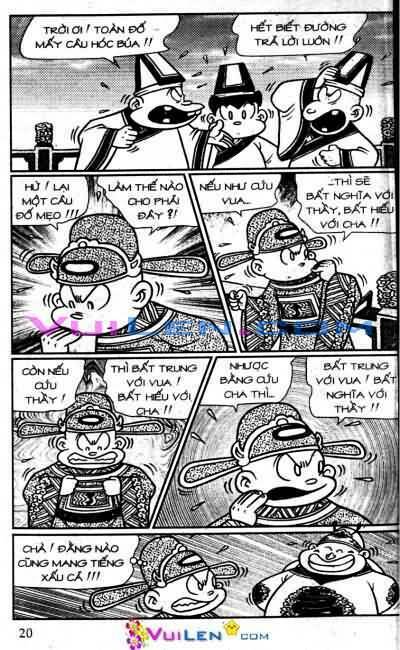 TRỜI ƠI! TOÀN ĐỐ
MẤY CÂU HÓC BÚA!!
HẾT BIẾT ĐƯỜNG
TRẢ LỜI LUÔN!!
HỪ! LẠI
MỘT CÂU
ĐỐ MẸO!!!
LÀM THẾ NÀO
CHO PHẢI
ĐÂY?!
NẾU NHƯ CỨU
VUA...
...THÌ SẼ
BẤT NGHĨA VỚI
THẦY, BẤT HIẾU
VỚI CHA!!
CÒN NẾU
CỨU
THẦY!
THÌ BẤT TRUNG
VỚI VUA! BẤT
HIẾU VỚI
CHA!!
NHƯỢC
BẰNG CỨU
CHA THÌ...
BẤT TRUNG
VỚI VUA! BẤT
NGHĨA VỚI
THẦY!!
CHÀ! ĐẰNG NÀO
CŨNG MANG TIẾNG
XẤU CẢ!!!
VUILEN.COM
20
VUILEN.COM